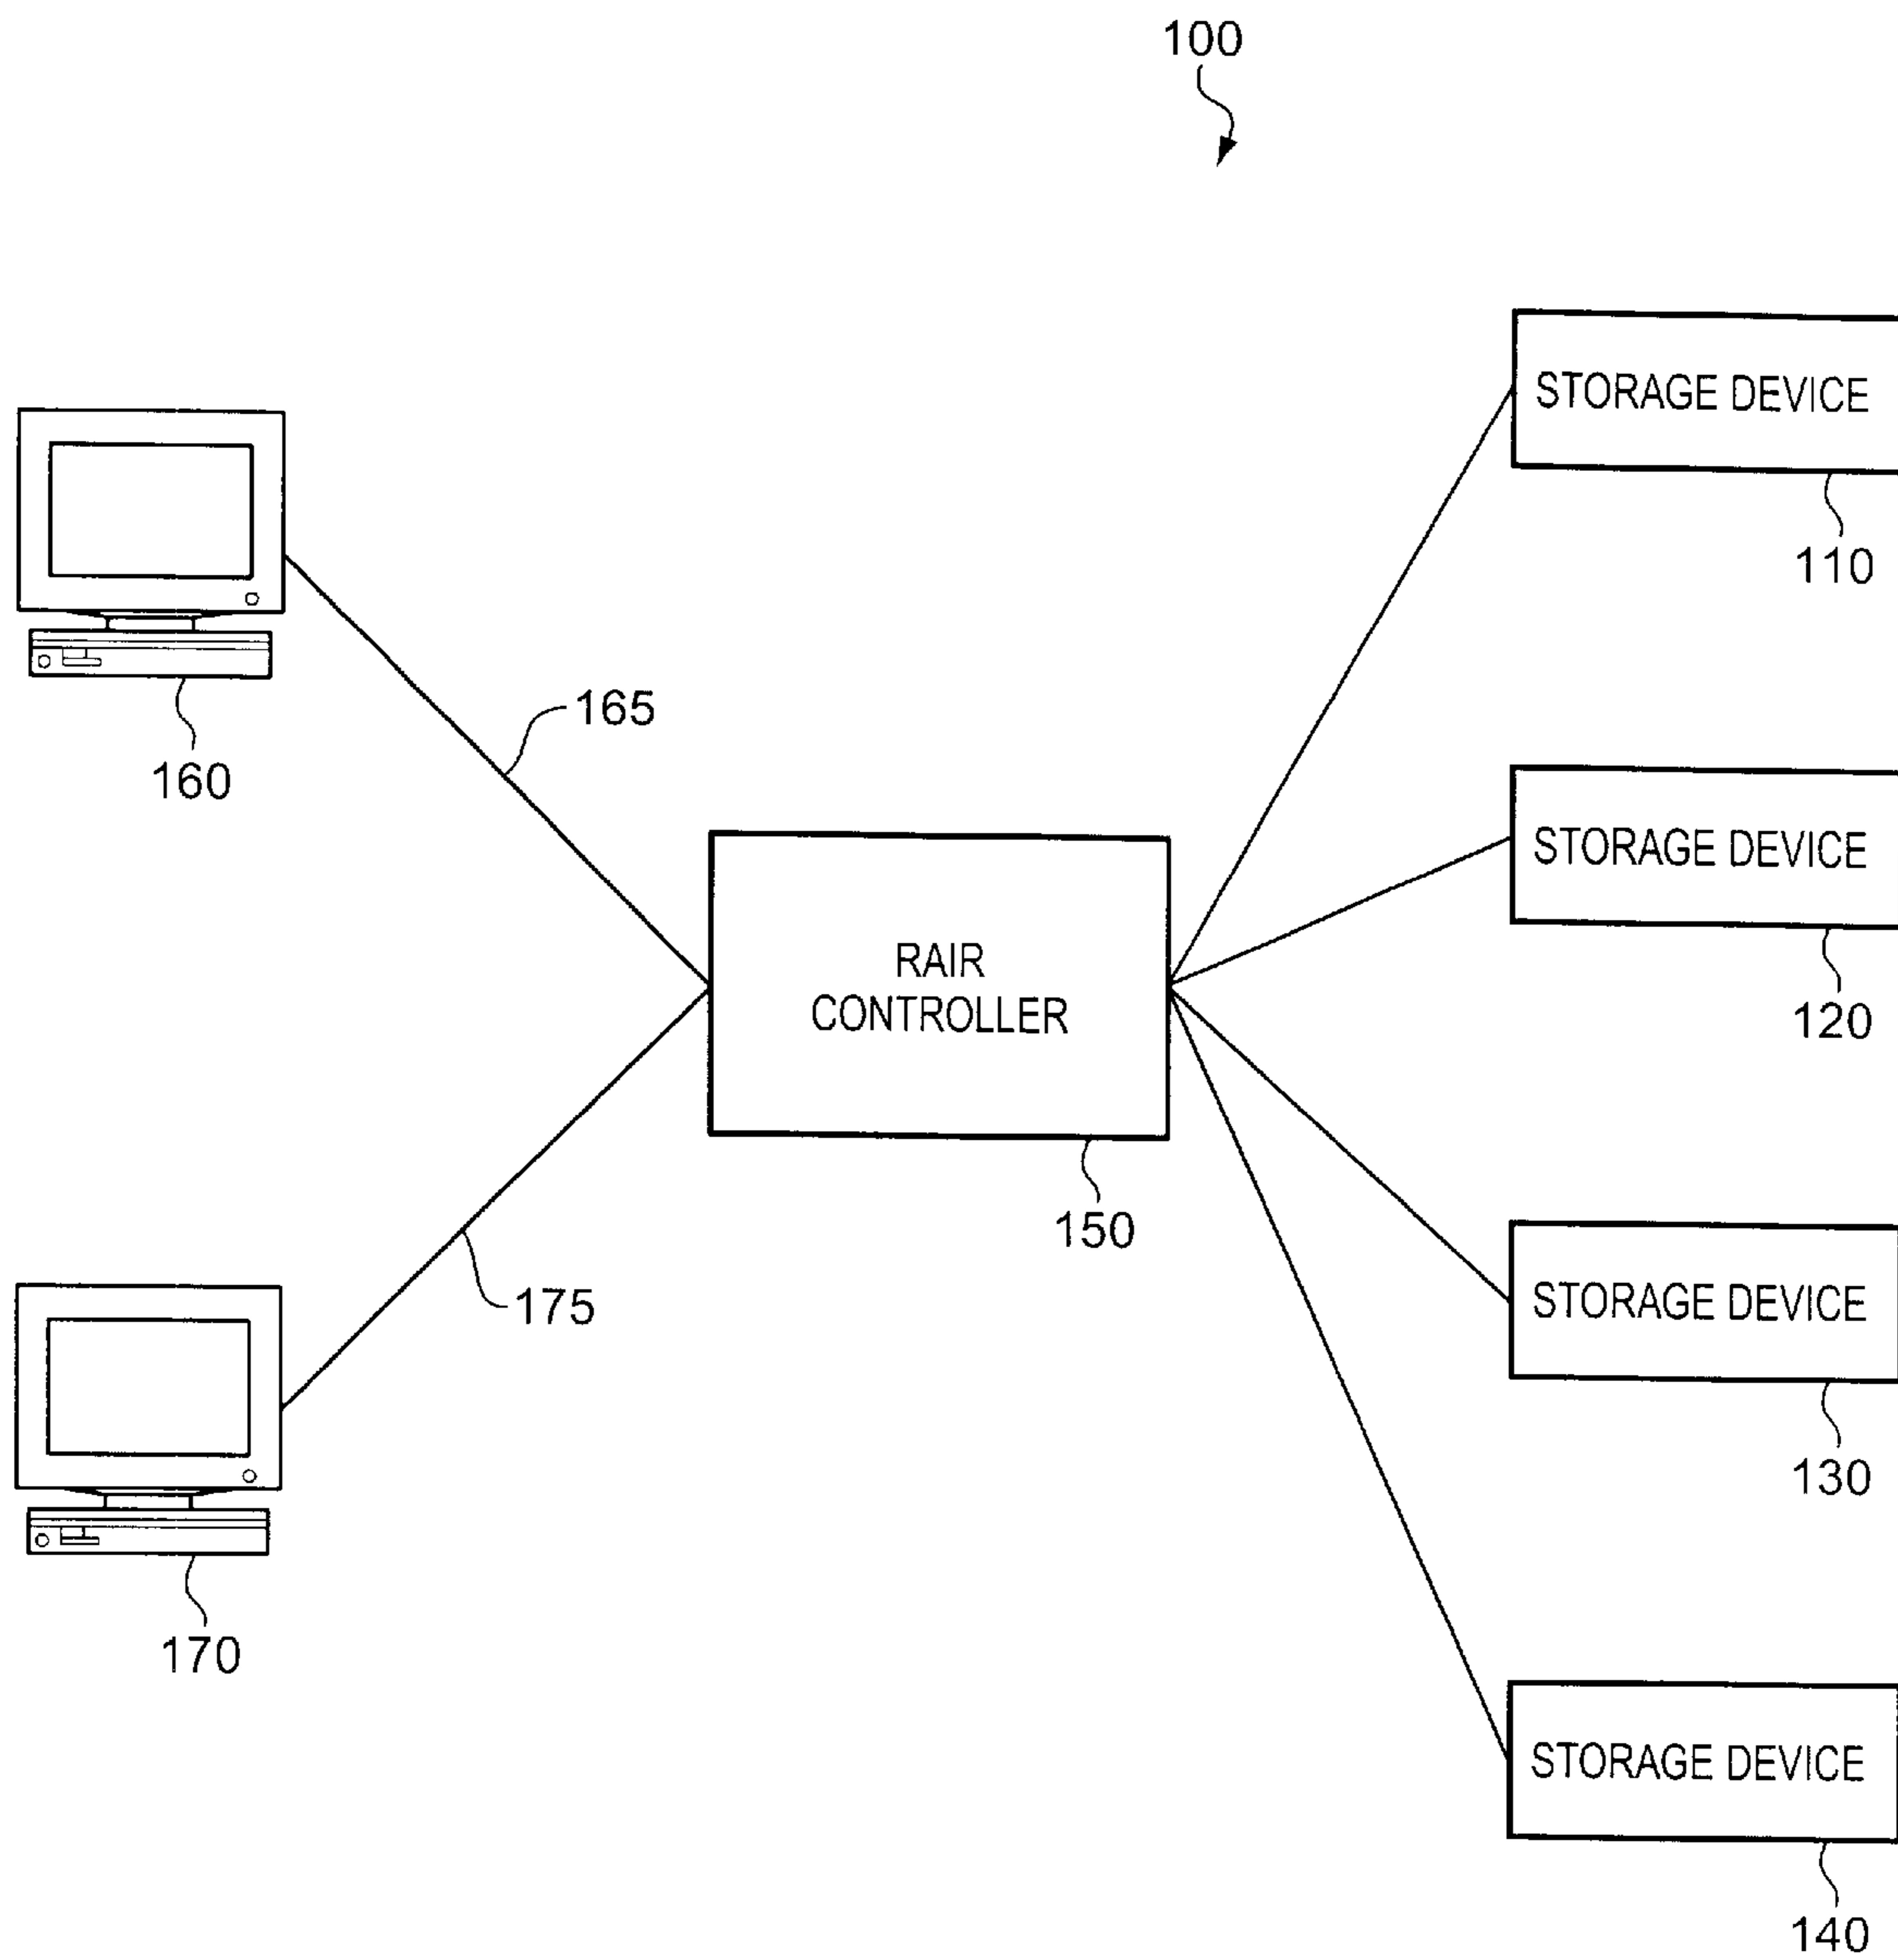 100
STORAGE DEVICE
110
160
165
STORAGE DEVICE
120
RAIR
CONTROLLER
150
175
STORAGE DEVICE
130
170
STORAGE DEVICE
140